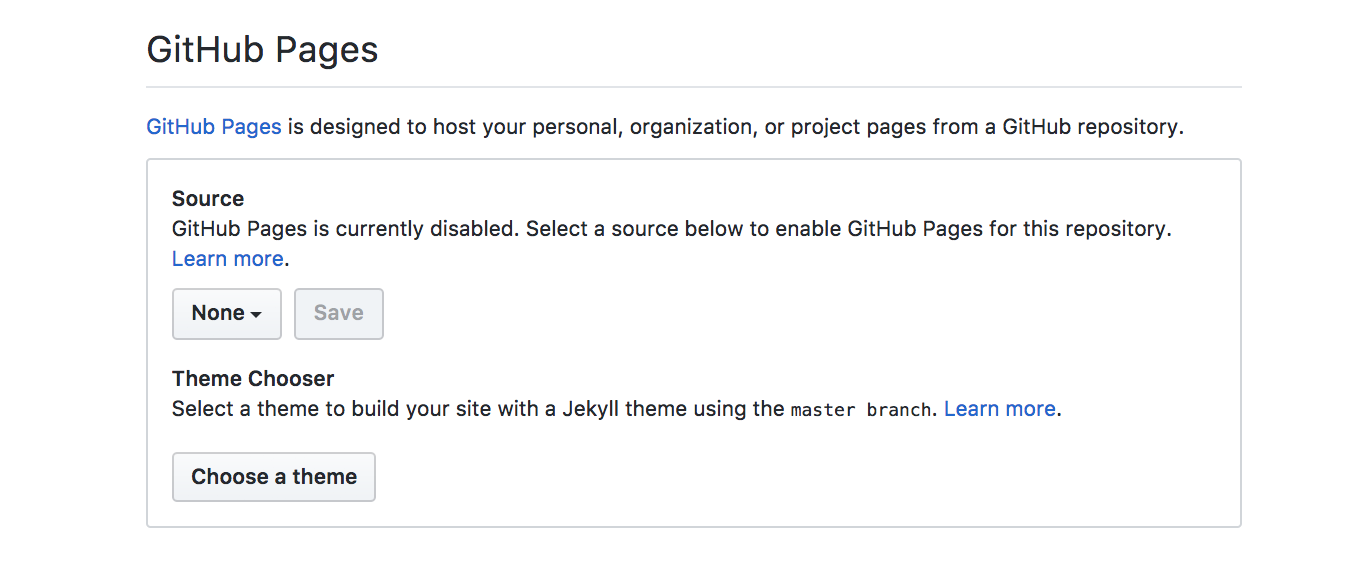 GitHub Pages
GitHub Pages is designed to host your personal, organization, or project pages from a GitHub repository.
Source
GitHub Pages is currently disabled. Select a source below to enable GitHub Pages for this repository.
Learn more.
None Save
Theme Chooser
Select a theme to build your site with a Jekyll theme using the master branch. Learn more.
Choose a theme